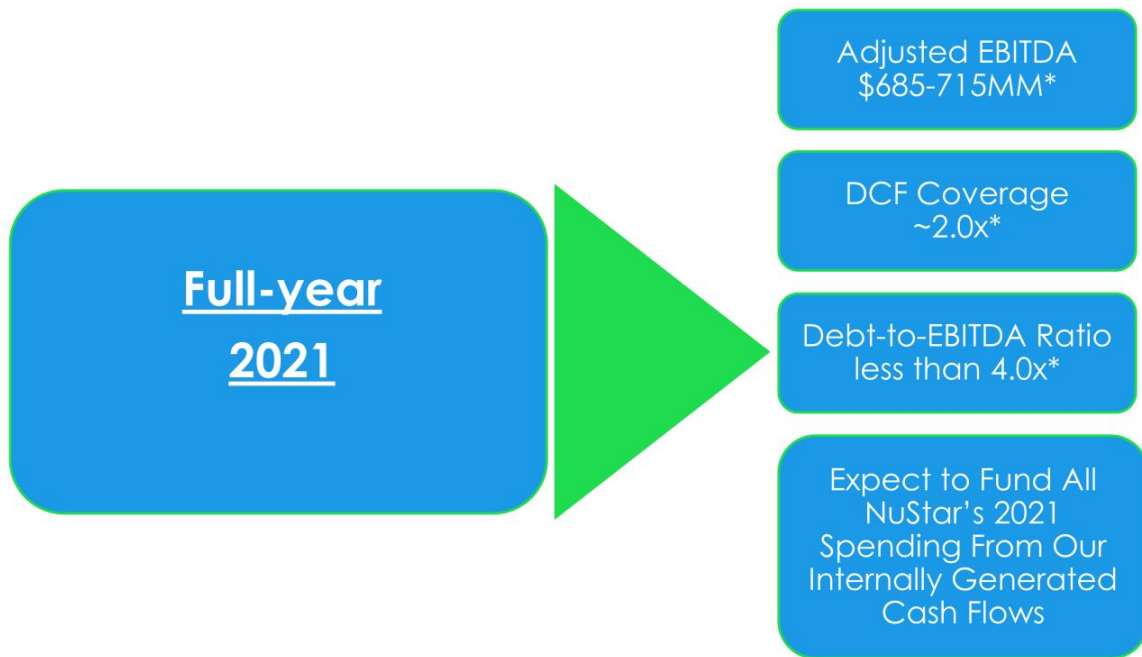 Full-year
2021
Adjusted EBITDA
$685-715MM*
DCF Coverage
~2.0x*
Debt-to-EBITDA Ratio
less than 4.0x*
Expect to Fund All
NuStar’s 2021
Spending From Our
Internally Generated
Cash Flows